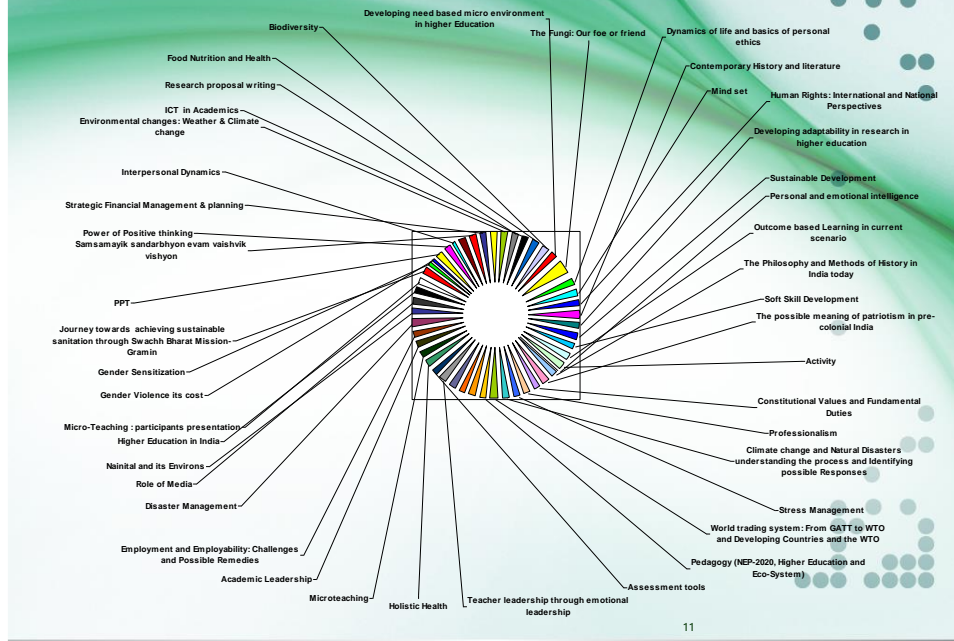 Developing need based micro environment
in higher Education
The Fungi: Our foe or friend
Dynamics of life and basics of personal
ethics
Contemporary History and literature
Mind set
Human Rights: International and National
Perspectives
Developing adaptability in research in
higher education
Sustainable Development
Personal and emotional intelligence
Outcome based Learning in current
scenario
The Philosophy and Methods of History in
India today
Soft Skill Development
The possible meaning of patriotism in pre-
colonial India
Activity
Constitutional Values and Fundamental
Duties
Professionalism
Climate change and Natural Disasters
understanding the process and Identifying
possible Responses
Stress Management
World trading system: From GATT to WTO
and Developing Countries and the WTO
Pedagogy (NEP-2020, Higher Education and
Eco-System)
Assessment tools
Teacher leadership through emotional
leadership
Holistic Health
Microteaching
Academic Leadership
Employment and Employability: Challenges
and Possible Remedies
Disaster Management
Role of Media
Nainital and its Environs
Higher Education in India
Micro-Teaching : participants presentation
Gender Violence its cost
Gender Sensitization
Journey towards achieving sustainable
sanitation through Swachh Bharat Mission-
Gramin
PPT
Samsamayik sandarbhyon evam vaishvik
vishyon
Power of Positive thinking
Strategic Financial Management & planning
Interpersonal Dynamics
Environmental changes: Weather & Climate
change
ICT in Academics
Research proposal writing
Food Nutrition and Health
Biodiversity
11